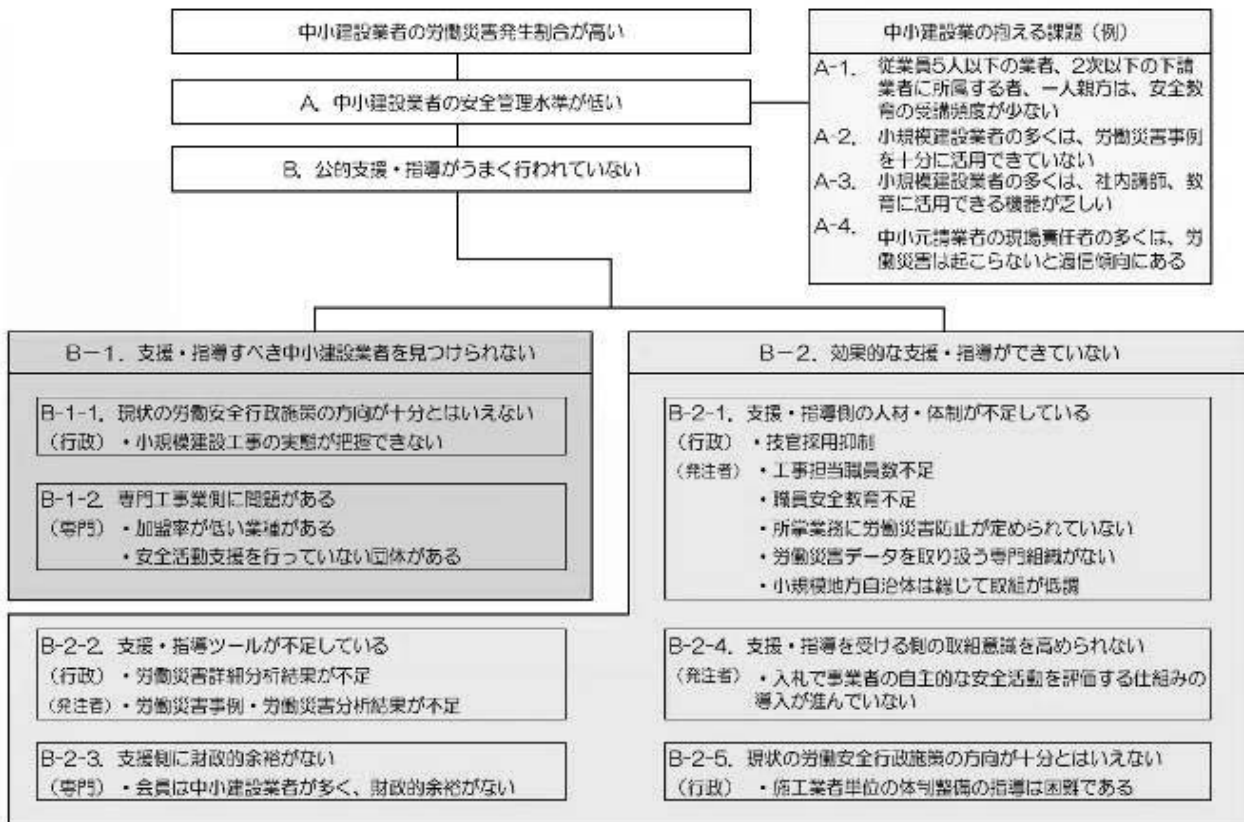 中小建設業者の労働災害発生割合が高い
A. 中小建設業者の安全管理水準が低い
B. 公的支援・指導がうまく行われていない
中小建設業の抱える課題（例）
A-1. 従業員5人以下の業者、2次以下の下請
業者に所属する者、一人親方は、安全教
育の受講頻度が少ない
A-2. 小規模建設業者の多くは、労働災害事例
を十分に活用できていない
A-3. 小規模建設業者の多くは、社内講師、教
育に活用できる機器が乏しい
A-4. 中小元請業者の現場責任者の多くは、労
働災害は起こらないと過信傾向にある
B－1. 支援・指導すべき中小建設業者を見つけられない
B-1-1. 現状の労働安全行政施策の方向が十分とはいえない
（行政）・小規模建設工事の実態が把握できない
B-1-2. 専門工事業側に問題がある
（専門）・加盟率が低い業種がある
・安全活動支援を行っていない団体がある
B－2. 効果的な支援・指導ができていない
B-2-1. 支援・指導側の人材・体制が不足している
（行政）・技官採用抑制
（発注者）・工事担当職員数不足
・職員安全教育不足
・所掌業務に労働災害防止が定められていない
・労働災害データを取り扱う専門組織がない
・小規模地方自治体は総じて取組が低調
B-2-2. 支援・指導ツールが不足している
（行政）・労働災害詳細分析結果が不足
（発注者）・労働災害事例・労働災害分析結果が不足
B-2-3. 支援側に財政的余裕がない
（専門）・会員は中小建設業者が多く、財政的余裕がない
B-2-4. 支援・指導を受ける側の取組意識を高められない
（発注者）・入札で事業者の自主的な安全活動を評価する仕組みの
導入が進んでいない
B-2-5. 現状の労働安全行政施策の方向が十分とはいえない
（行政）・施工業者単位の体制整備の指導は困難である